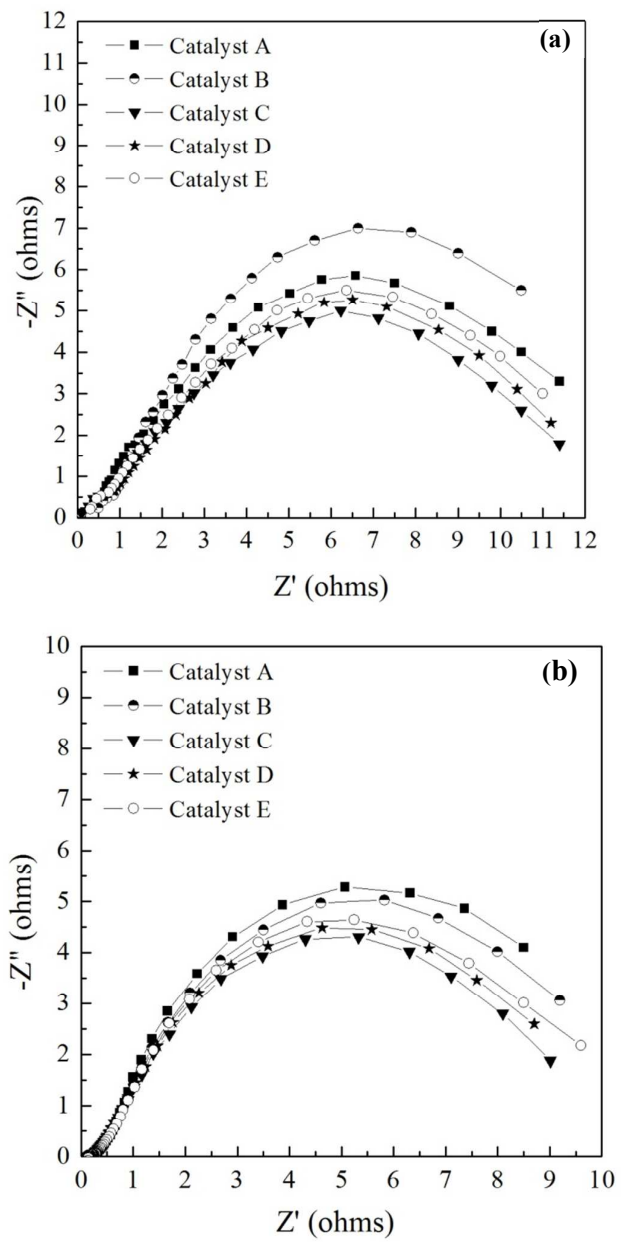 (a)
Catalyst A
Catalyst B
Catalyst C
Catalyst D
Catalyst E
12
11
10
9
8
7
6
5
4
3
2
1
0
-Z" (ohms)
0 1 2 3 4 5 6 7 8 9 10 11 12
Z' (ohms)
(b)
Catalyst A
Catalyst B
Catalyst C
Catalyst D
Catalyst E
10
9
8
7
6
5
4
3
2
1
0
-Z" (ohms)
0 1 2 3 4 5 6 7 8 9 10
Z' (ohms)